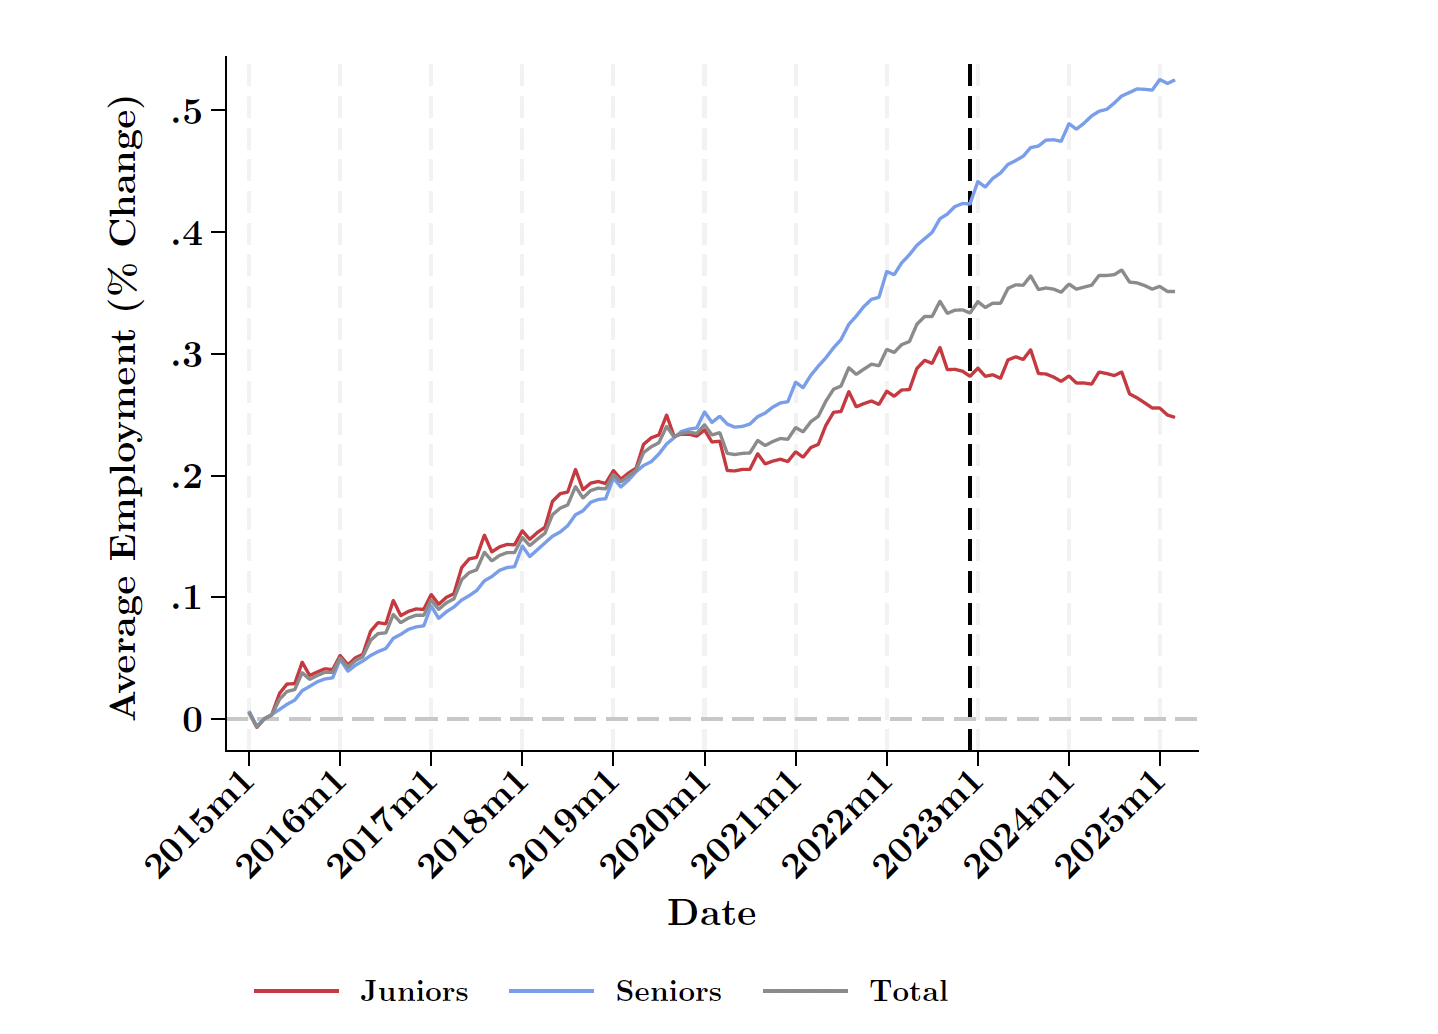 Average Employment (% Change)
.5
.4
.3
.2
.1
0
2015m1
2016m1
2017m1
2018m1
2019m1
2020m1
2021m1
2022m1
2023m1
2024m1
2025m1
Date
Juniors Seniors Total